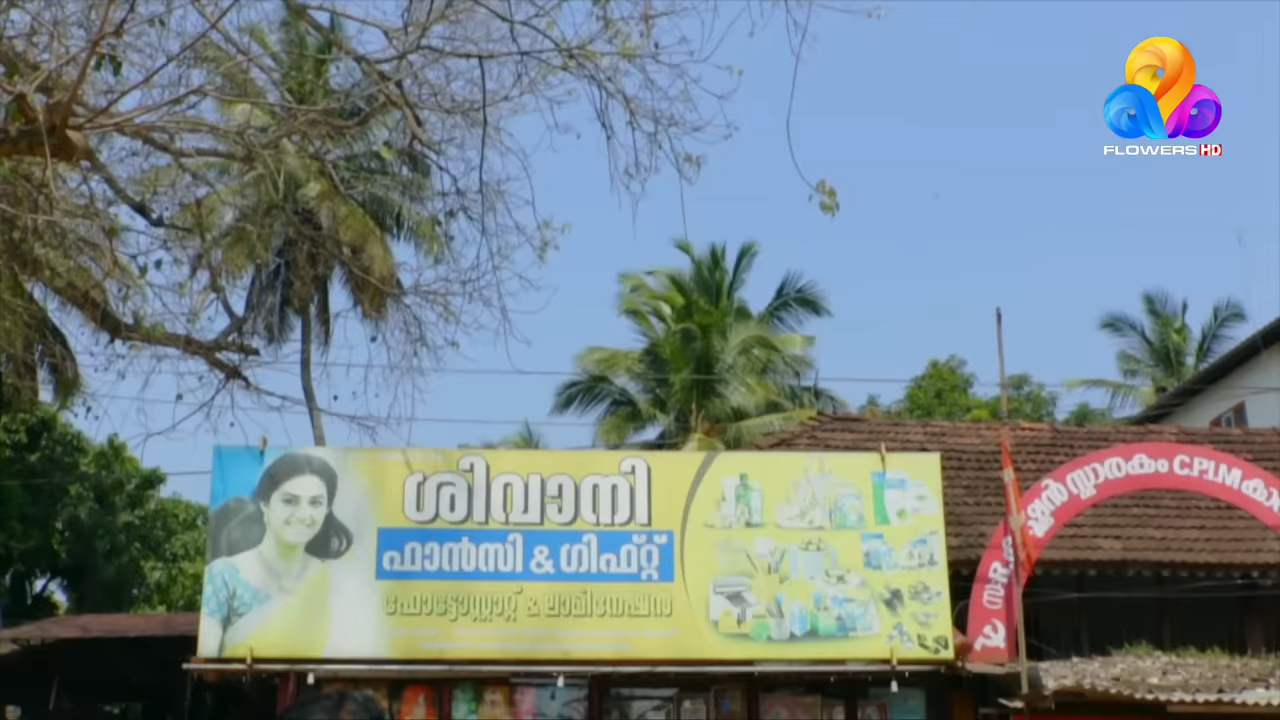 FLOWERS HD
ശിവാനി
ഫാൻസി & ഗിഫ്റ്റ്
ഫോട്ടോസ്റ്റാറ്റ് & ലാമിനേഷൻ
സ്മാരകം C.P.I.M